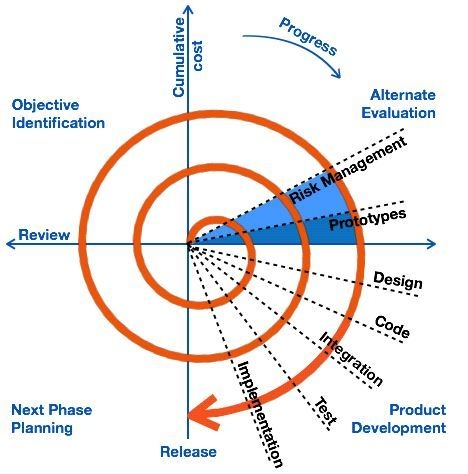 Cumulative
cost
Progress
Objective
Identification
Alternate
Evaluation
Risk Management
Prototypes
Review
Design
Code
Integration
Test
Implementation
Next Phase
Planning
Product
Development
Release